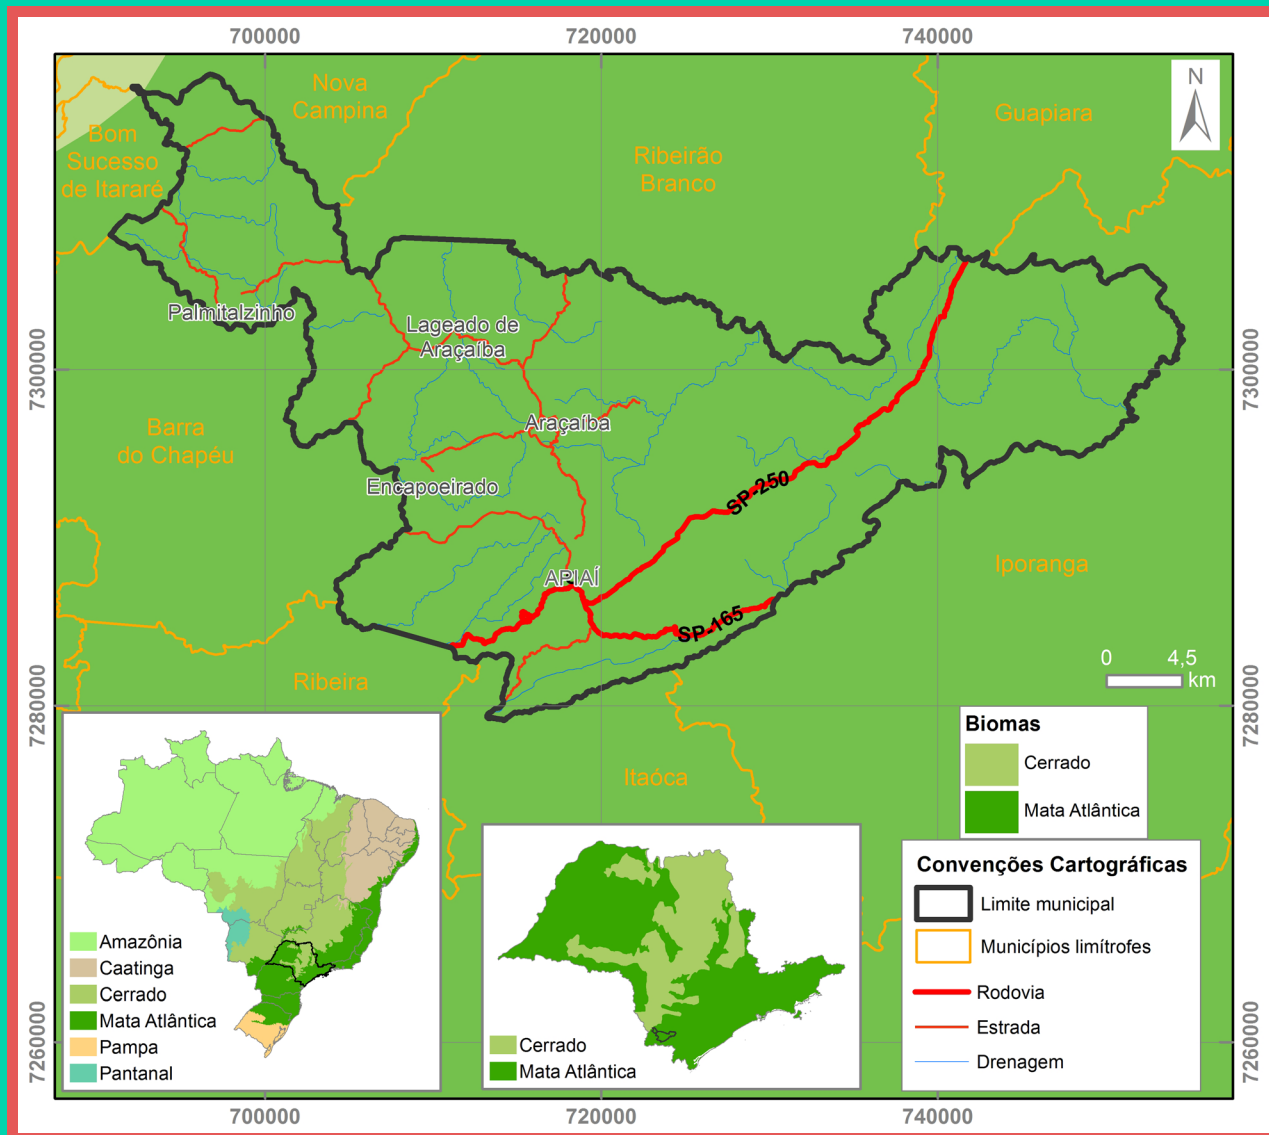 700000
720000
740000
N
Nova
Campina
Guapiara
Bom
Sucesso
de Itararé
Ribeirão
Branco
Palmitalzinho
Lageado de
Araçaíba
7300000
7300000
Araçaíba
Barra
do Chapéu
Encapoeirado
SP-250
Iporanga
APIAÍ
SP-165
Ribeira
0 4,5
km
7280000
7280000
Itaóca
Biomas
Cerrado
Mata Atlântica
Convenções Cartográficas
Limite municipal
Municípios limítrofes
Rodovia
Estrada
Drenagem
Amazônia
Caatinga
Cerrado
Mata Atlântica
Pampa
Pantanal
Cerrado
Mata Atlântica
7260000
7260000
700000
720000
740000